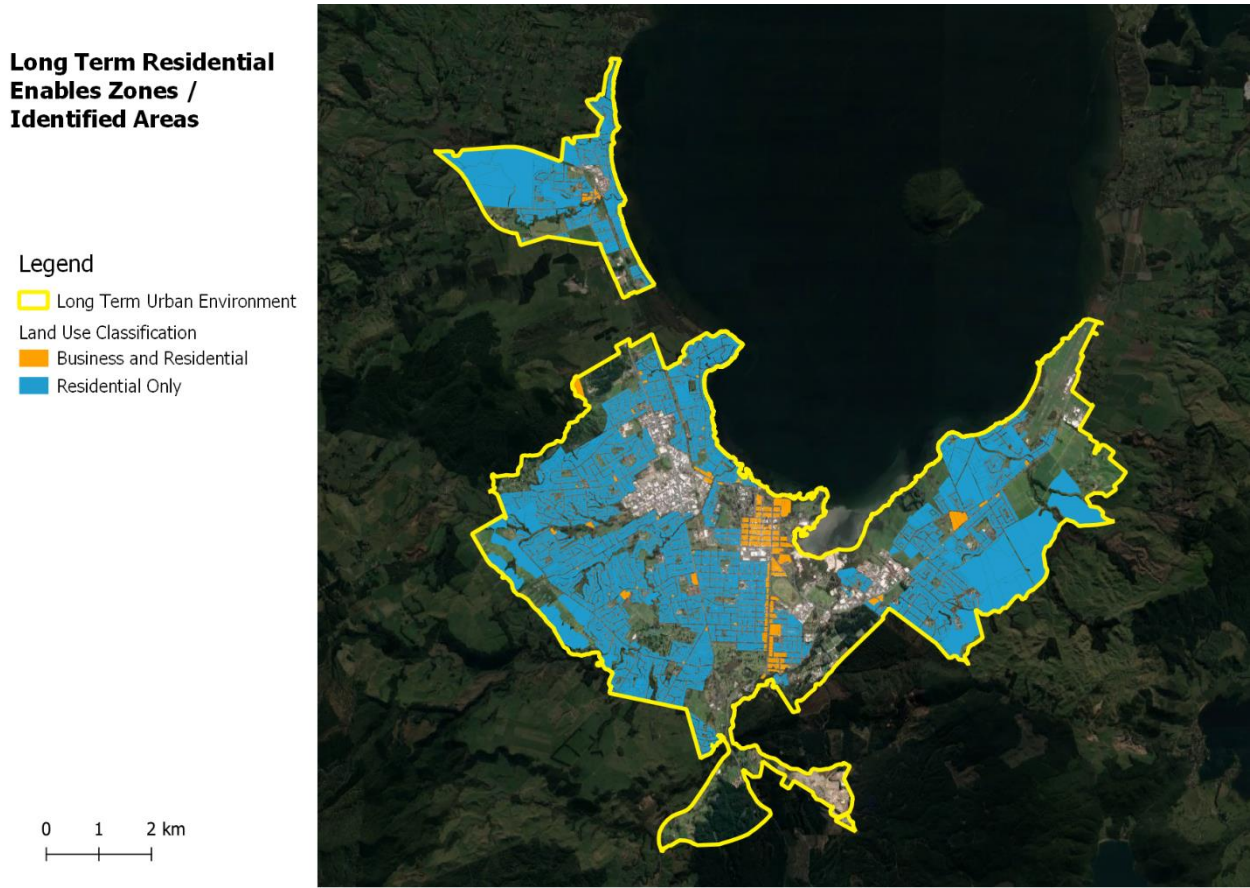 Long Term Residential
Enables Zones /
Identified Areas
Legend
Long Term Urban Environment
Land Use Classification
Business and Residential
Residential Only
0 1 2 km